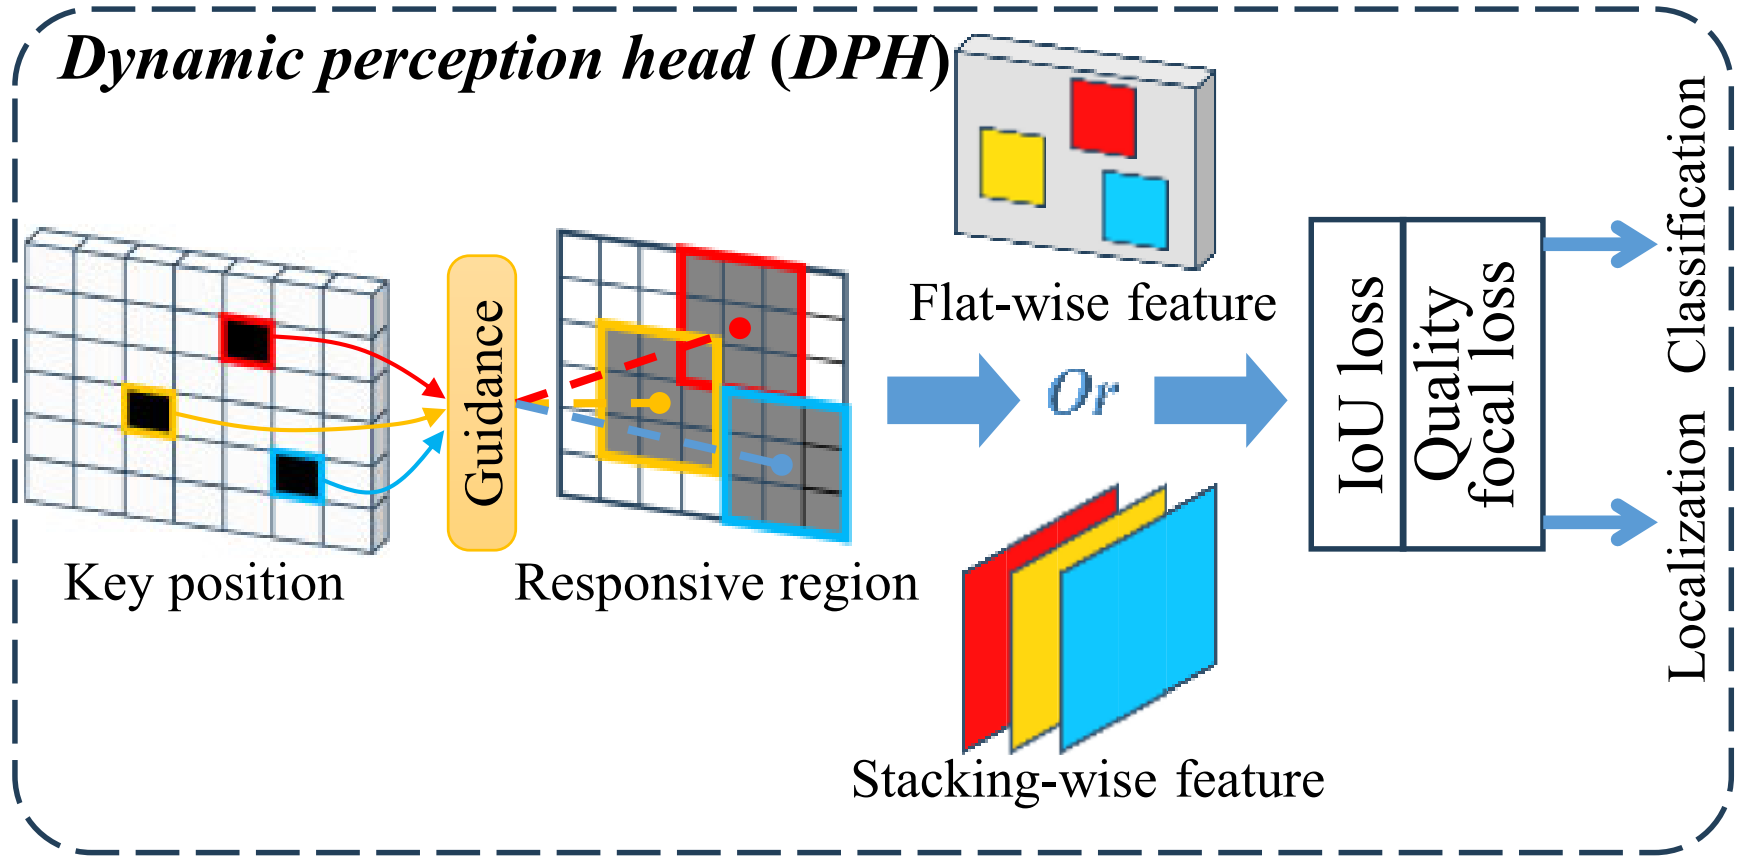 Dynamic perception head (DPH)
Key position
Guidance
Responsive region
Flat-wise feature
Or
Stacking-wise feature
IoU loss
Quality
focal loss
Classification
Localization